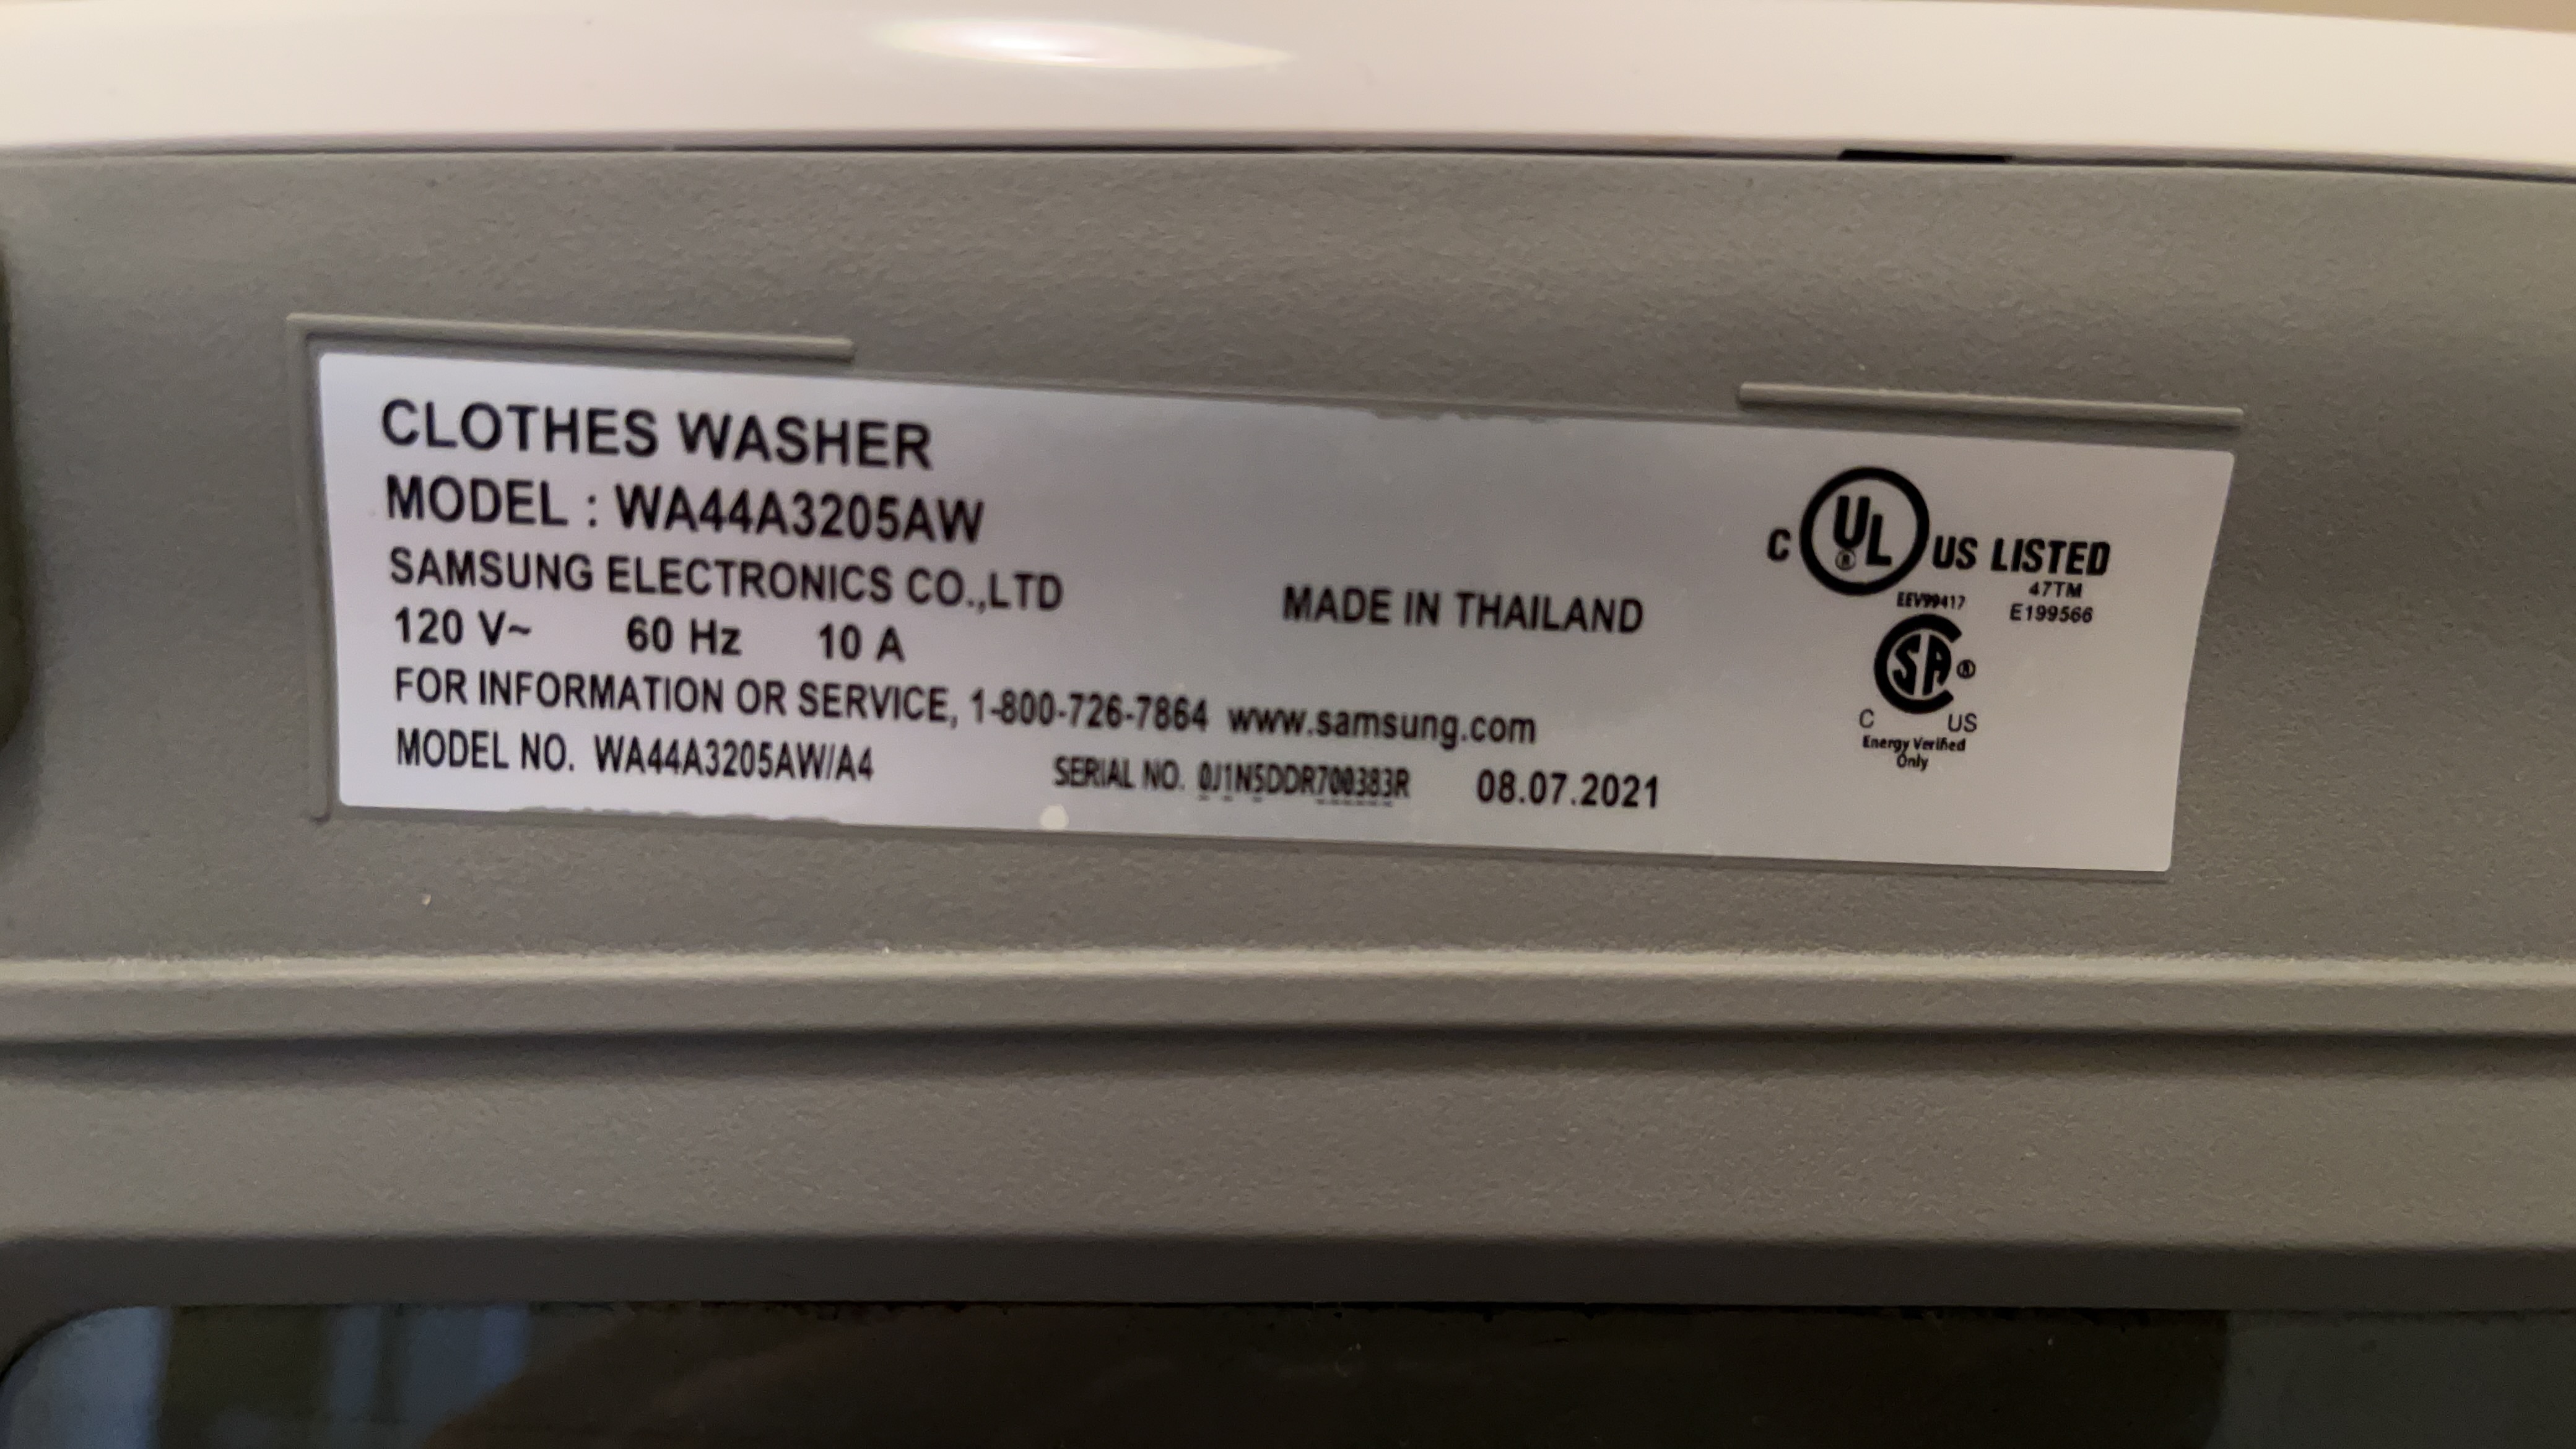 CLOTHES WASHER
MODEL : WA44A3205AW
SAMSUNG ELECTRONICS CO.,LTD
MADE IN THAILAND
120 V~ 60 Hz 10 A
FOR INFORMATION OR SERVICE, 1-800-726-7864 www.samsung.com
MODEL NO. WA44A3205AW/A4 SERIAL NO. 0J1N5DDR700383R 08.07.2021
C UL ® US LISTED
47TM
EEV99417 E199566
SA ®
C US
Energy Verified
Only